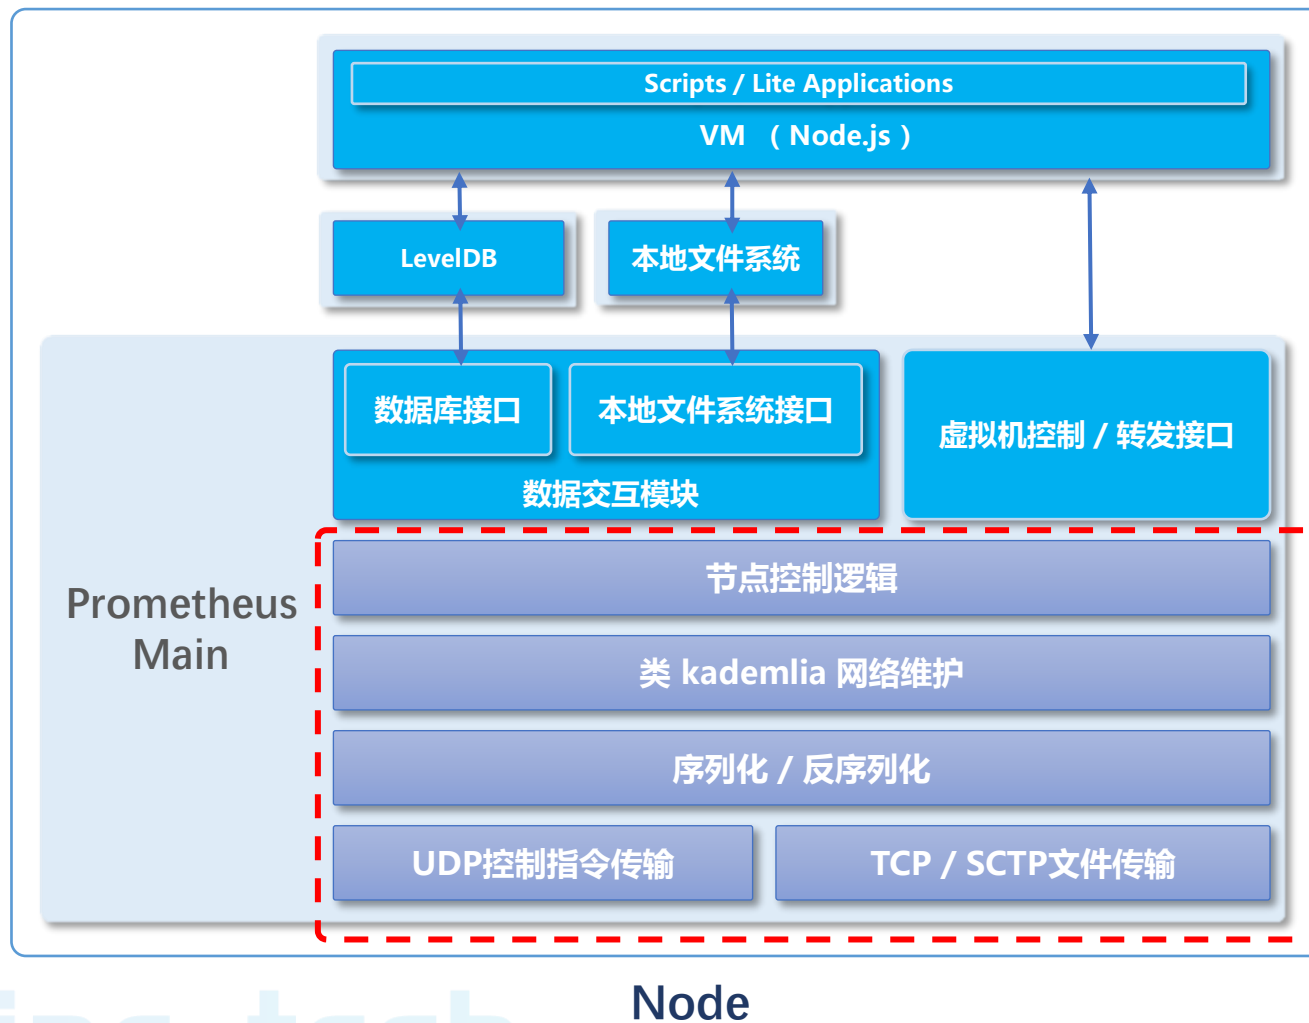 Scripts / Lite Applications
VM （ Node.js ）
LevelDB
本地文件系统
数据库接口
本地文件系统接口
虚拟机控制 / 转发接口
数据交互模块
Prometheus
Main
节点控制逻辑
类 kademlia 网络维护
序列化 / 反序列化
UDP控制指令传输
TCP / SCTP文件传输
Node